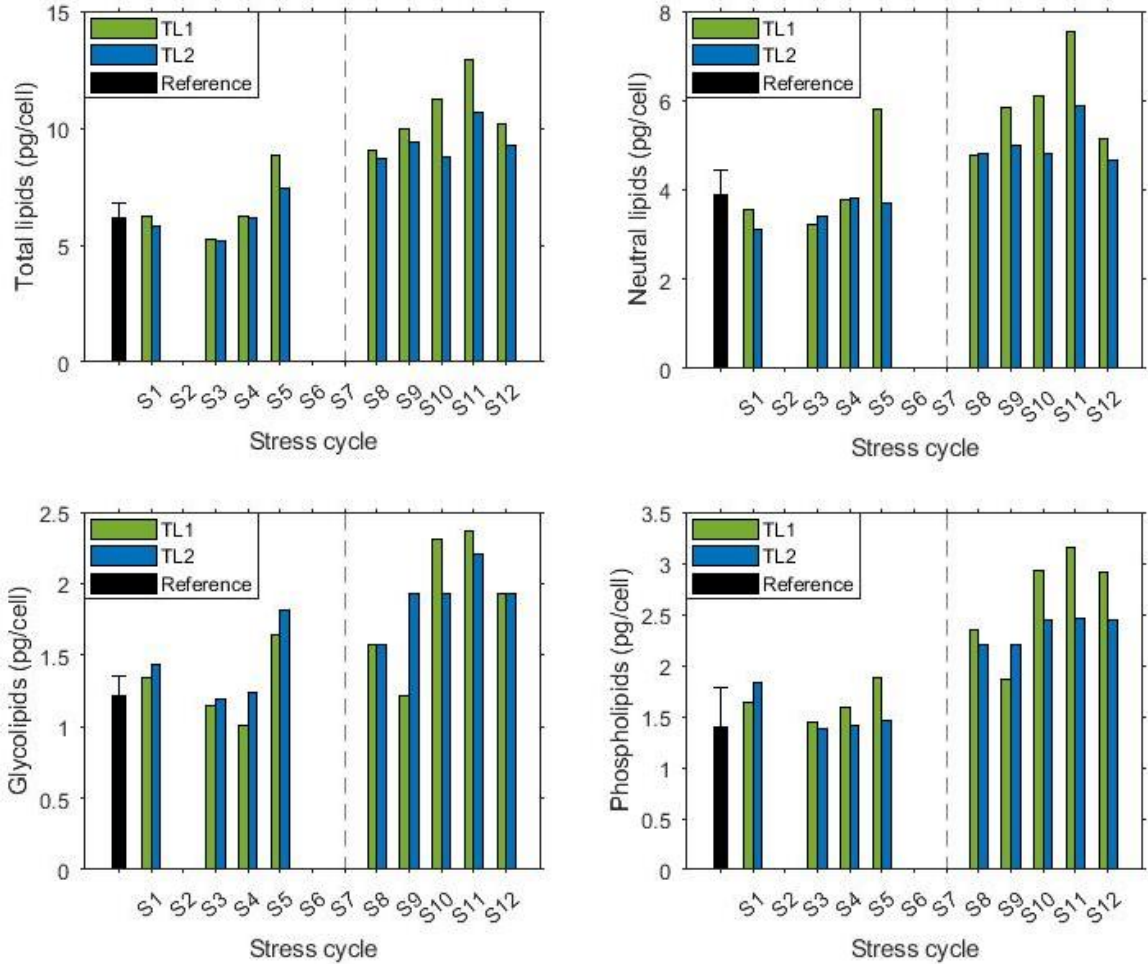 15
10
5
0
Total lipids (pg/cell)
TL1
TL2
Reference
S1 S2 S3 S4 S5 S6 S7 S8 S9 S10 S11 S12
Stress cycle
8
6
4
2
0
Neutral lipids (pg/cell)
TL1
TL2
Reference
S1 S2 S3 S4 S5 S6 S7 S8 S9 S10 S11 S12
Stress cycle
2.5
2
1.5
1
0.5
0
Glycolipids (pg/cell)
TL1
TL2
Reference
S1 S2 S3 S4 S5 S6 S7 S8 S9 S10 S11 S12
Stress cycle
3.5
3
2.5
2
1.5
1
0.5
0
Phospholipids (pg/cell)
TL1
TL2
Reference
S1 S2 S3 S4 S5 S6 S7 S8 S9 S10 S11 S12
Stress cycle